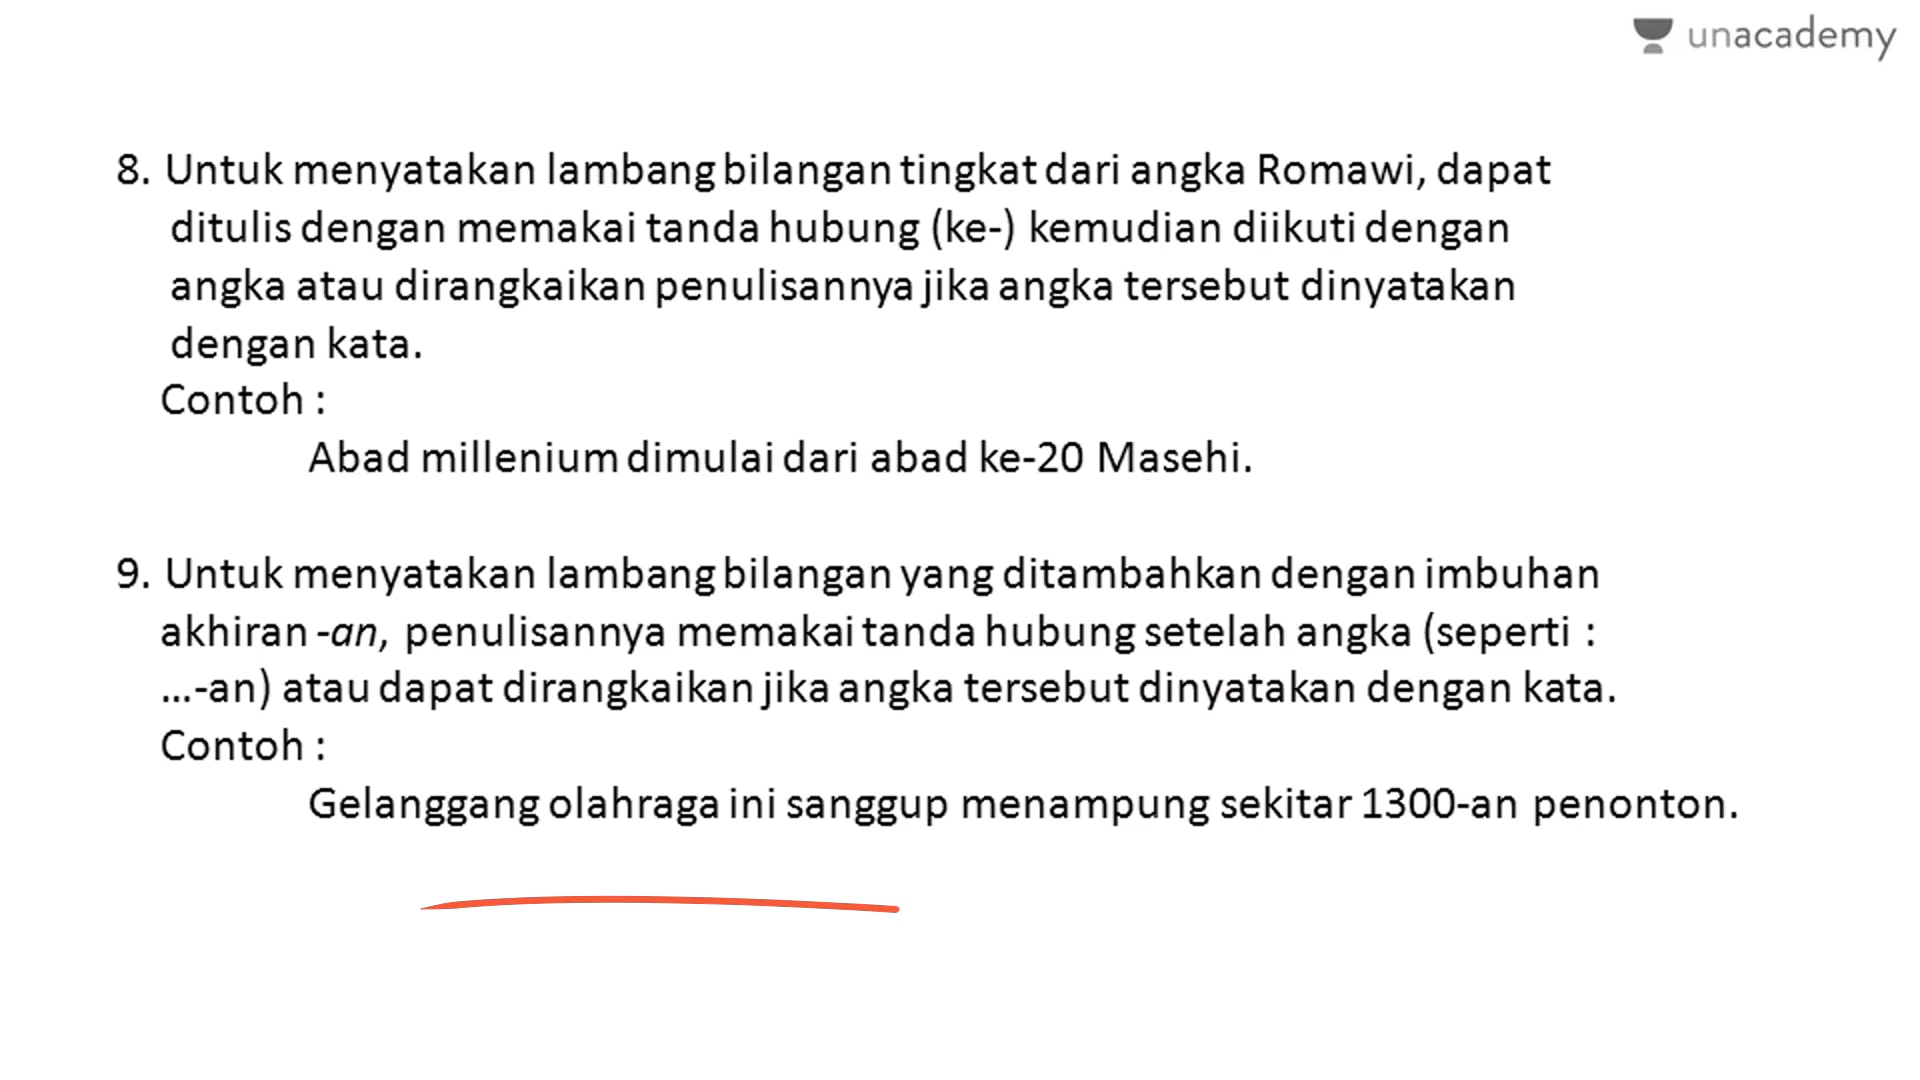 unacademy
8. Untuk menyatakan lambang bilangan tingkat dari angka Romawi, dapat
ditulis dengan memakai tanda hubung (ke-) kemudian diikuti dengan
angka atau dirangkaikan penulisannya jika angka tersebut dinyatakan
dengan kata.
Contoh :
Abad millenium dimulai dari abad ke-20 Masehi.
9. Untuk menyatakan lambang bilangan yang ditambahkan dengan imbuhan
akhiran -an, penulisannya memakai tanda hubung setelah angka (seperti :
...-an) atau dapat dirangkaikan jika angka tersebut dinyatakan dengan kata.
Contoh :
Gelanggang olahraga ini sanggup menampung sekitar 1300-an penonton.